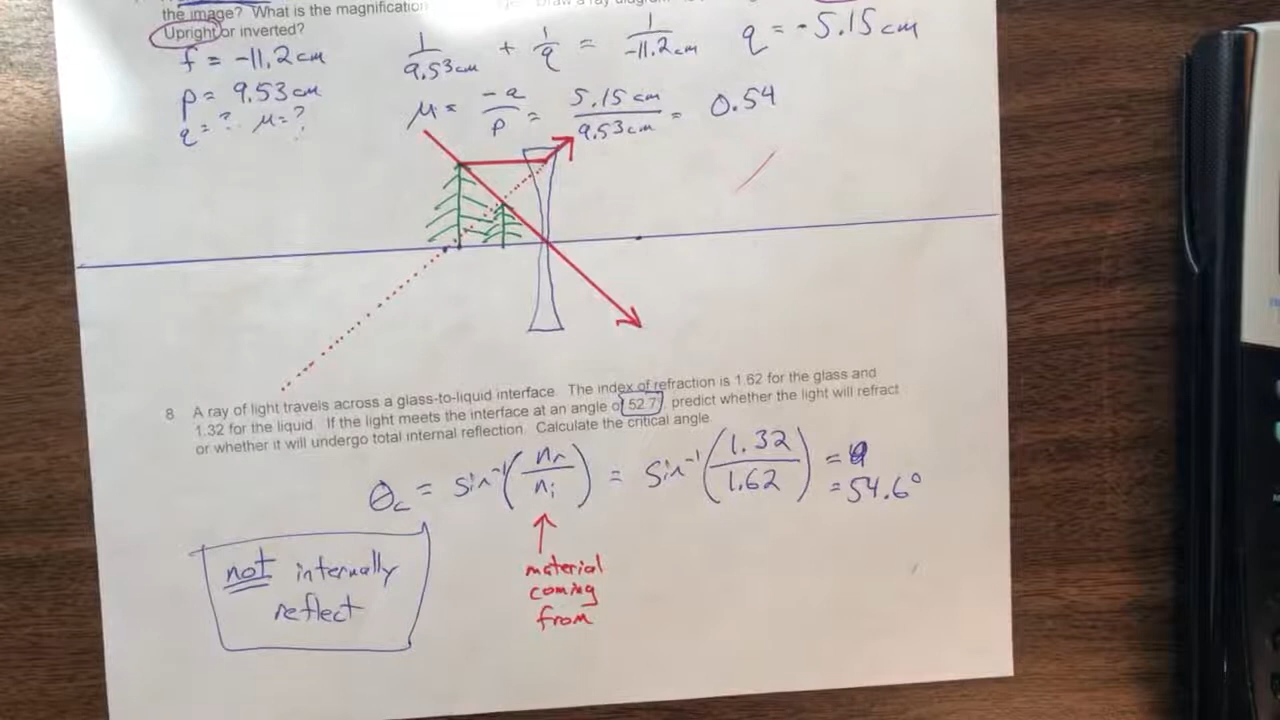 the image? What is the magnification
Upright or inverted?
f = -11.2 cm
p = 9.53 cm
q = ? M = ?
1/9.53cm + 1/q = 1/-11.2cm q = -5.15 cm
M = -q/p = 5.15 cm/9.53cm = 0.54
8 A ray of light travels across a glass-to-liquid interface. The index of refraction is 1.62 for the glass and
1.32 for the liquid. If the light meets the interface at an angle of 52.7, predict whether the light will refract
or whether it will undergo total internal reflection. Calculate the critical angle.
θc = sin⁻¹(nr/ni) = sin⁻¹(1.32/1.62) =
= 54.6°
not internally
reflect
material
coming
from